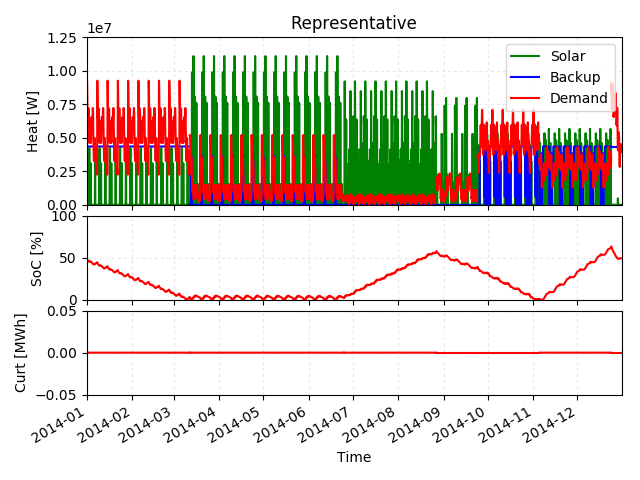 Representative
1e7
1.25
1.00
0.75
0.50
0.25
0.00
Heat [W]
Solar
Backup
Demand
100
50
0
SoC [%]
0.05
0.00
−0.05
Curt [MWh]
2014-01
2014-02
2014-03
2014-04
2014-05
2014-06
2014-07
2014-08
2014-09
2014-10
2014-11
2014-12
Time